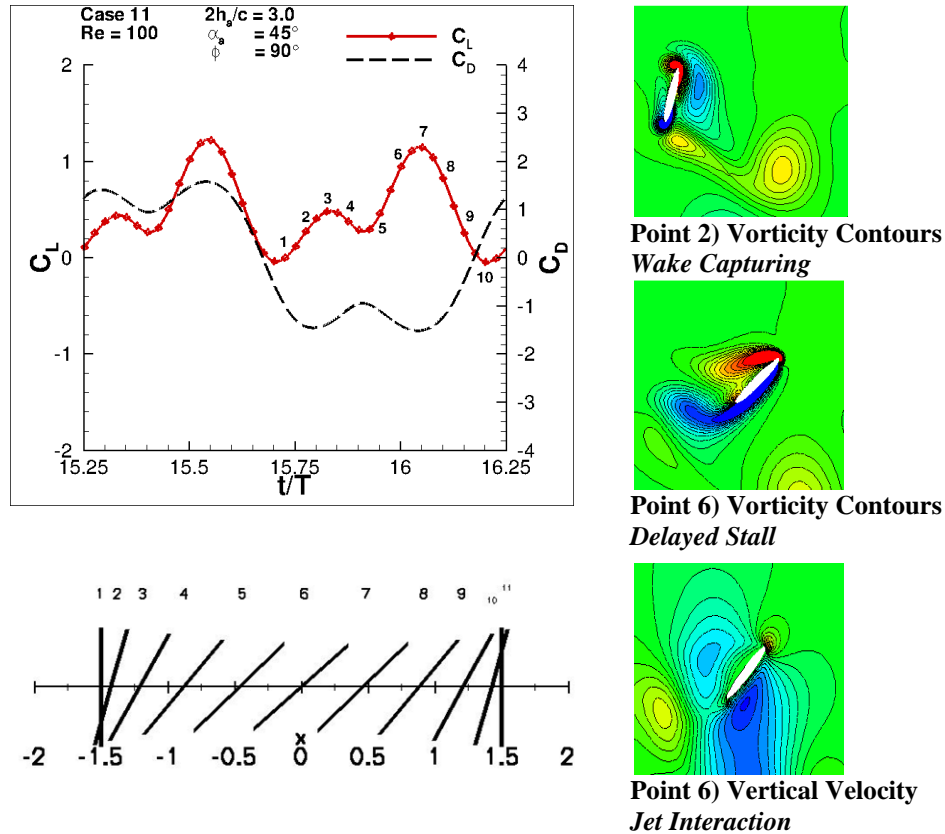 Case 11 2hₐ/c = 3.0
Re = 100 αₐ = 45°
ϕ = 90°
C_L
C_D
2 1 0 -1 -2
C_L
4 3 2 1 0 -1 -2 -3 -4
C_D
1 2 3 4 5 6 7 8 9 10
15.25 15.5 15.75 16 16.25
t/T
Point 2) Vorticity Contours
Wake Capturing
Point 6) Vorticity Contours
Delayed Stall
1 2 3 4 5 6 7 8 9 10 11
x
-2 -1.5 -1 -0.5 0 0.5 1 1.5 2
Point 6) Vertical Velocity
Jet Interaction